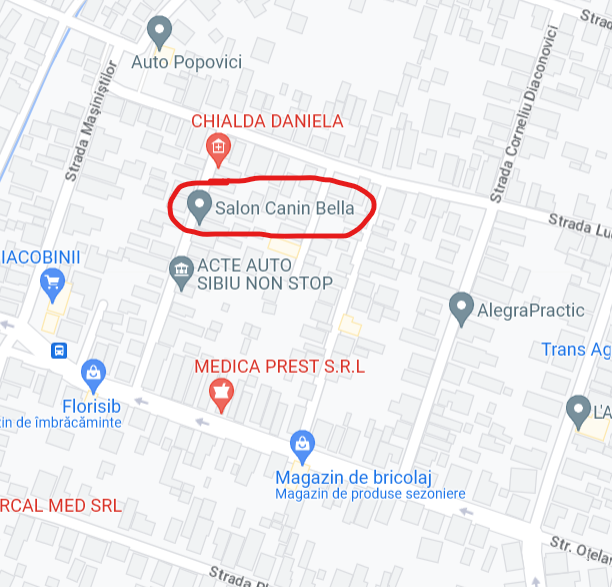 Strad
Auto Popovici
Strada Mașiniștilor
Strada Corneliu Diaconovici
CHIALDA DANIELA
Salon Canin Bella
Strada Lu
IACOBINII
ACTE AUTO
SIBIU NON STOP
AlegraPractic
Trans Ag
MEDICA PREST S.R.L
Florisib
zin de îmbrăcăminte
L'A
Magazin de bricolaj
Magazin de produse sezoniere
RCAL MED SRL
Str. Oțelar